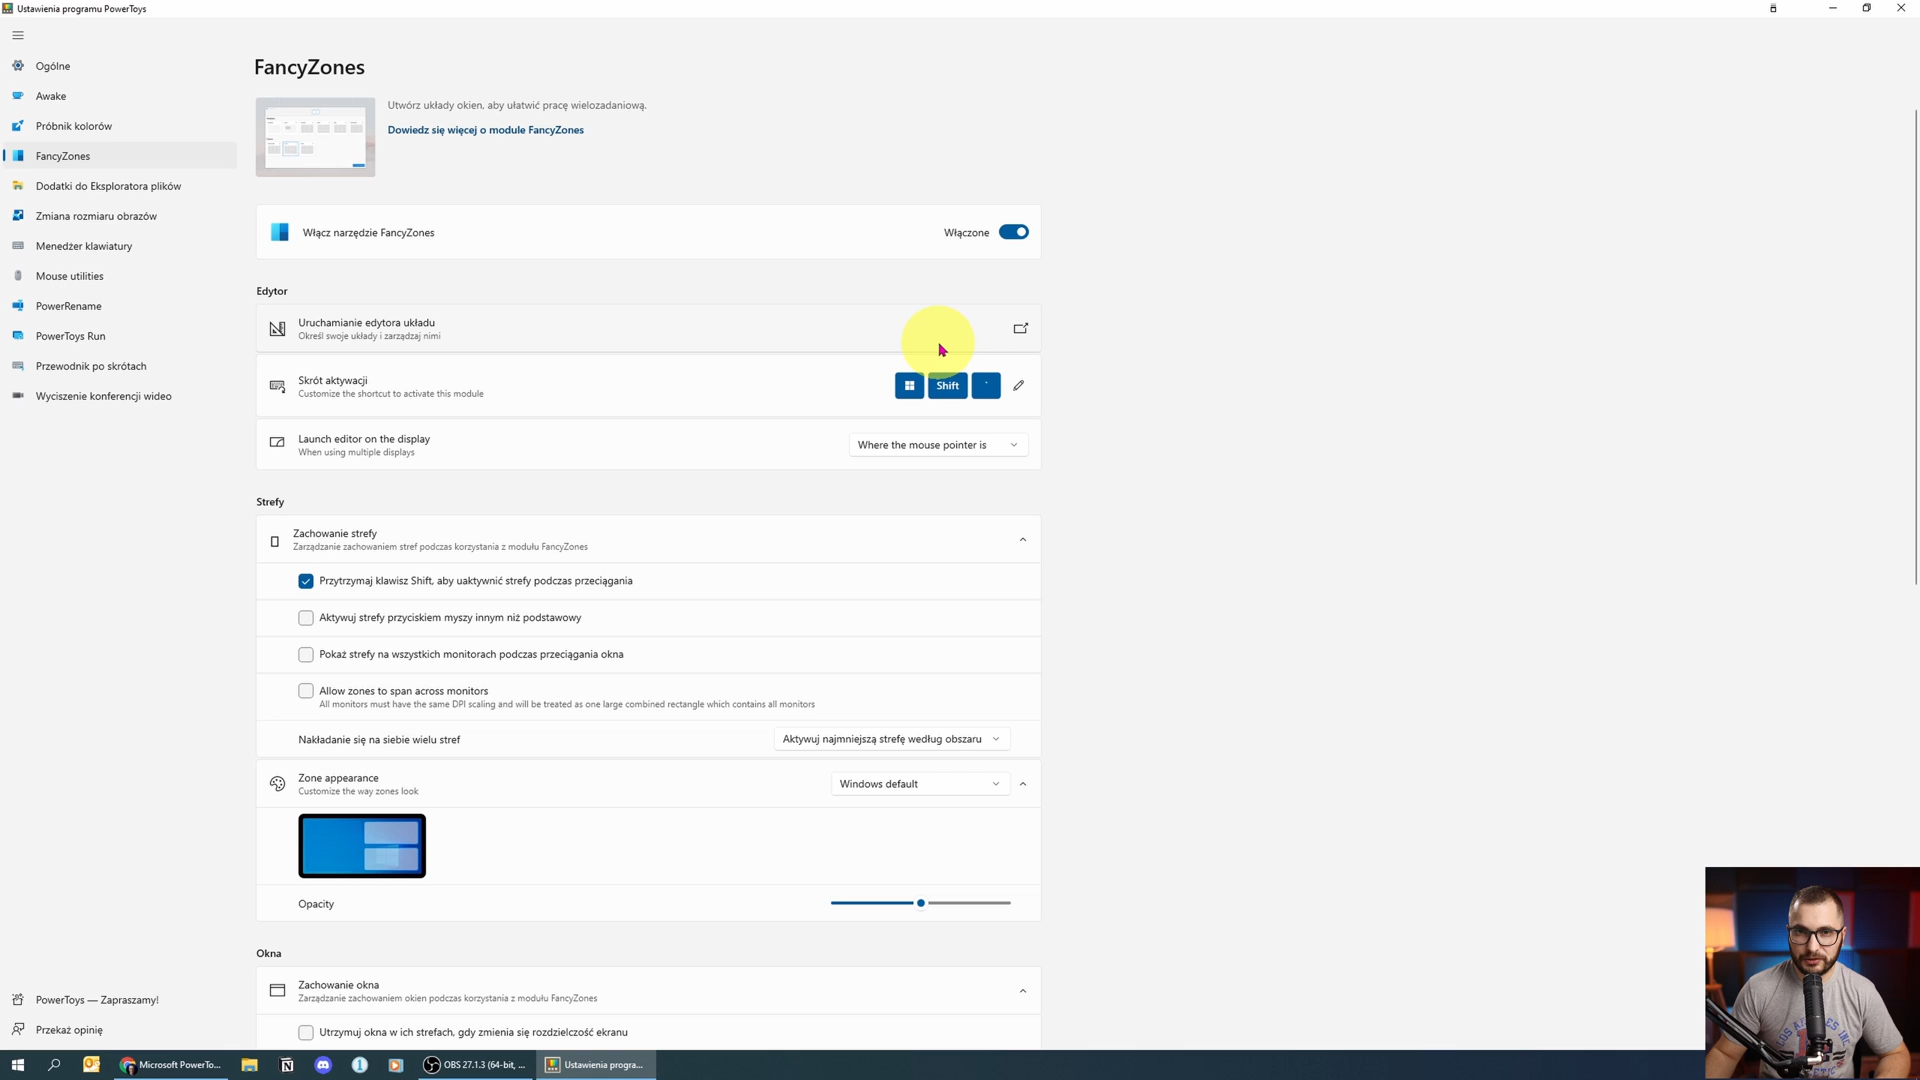 Ustawienia programu PowerToys
Ogólne
Awake
Próbnik kolorów
FancyZones
Dodatki do Eksploratora plików
Zmiana rozmiaru obrazów
Menedżer klawiatury
Mouse utilities
PowerRename
PowerToys Run
Przewodnik po skrótach
Wyciszenie konferencji wideo
PowerToys — Zapraszamy!
Przekaż opinię
FancyZones
Utwórz układy okien, aby ułatwić pracę wielozadaniową.
Dowiedz się więcej o module FancyZones
Włącz narzędzie FancyZones
Włączone
Edytor
Uruchamianie edytora układu
Określ swoje układy i zarządzaj nimi
Skrót aktywacji
Customize the shortcut to activate this module
Shift `
Launch editor on the display
When using multiple displays
Where the mouse pointer is
Strefy
Zachowanie strefy
Zarządzanie zachowaniem stref podczas korzystania z modułu FancyZones
Przytrzymaj klawisz Shift, aby uaktywnić strefy podczas przeciągania
Aktywuj strefy przyciskiem myszy innym niż podstawowy
Pokaż strefy na wszystkich monitorach podczas przeciągania okna
Allow zones to span across monitors
All monitors must have the same DPI scaling and will be treated as one large combined rectangle which contains all monitors
Nakładanie się na siebie wielu stref
Aktywuj najmniejszą strefę według obszaru
Zone appearance
Customize the way zones look
Windows default
Opacity
Okna
Zachowanie okna
Zarządzanie zachowaniem okien podczas korzystania z modułu FancyZones
Utrzymuj okna w ich strefach, gdy zmienia się rozdzielczość ekranu
Microsoft PowerTo...
OBS 27.1.3 (64-bit, ...
Ustawienia progra...